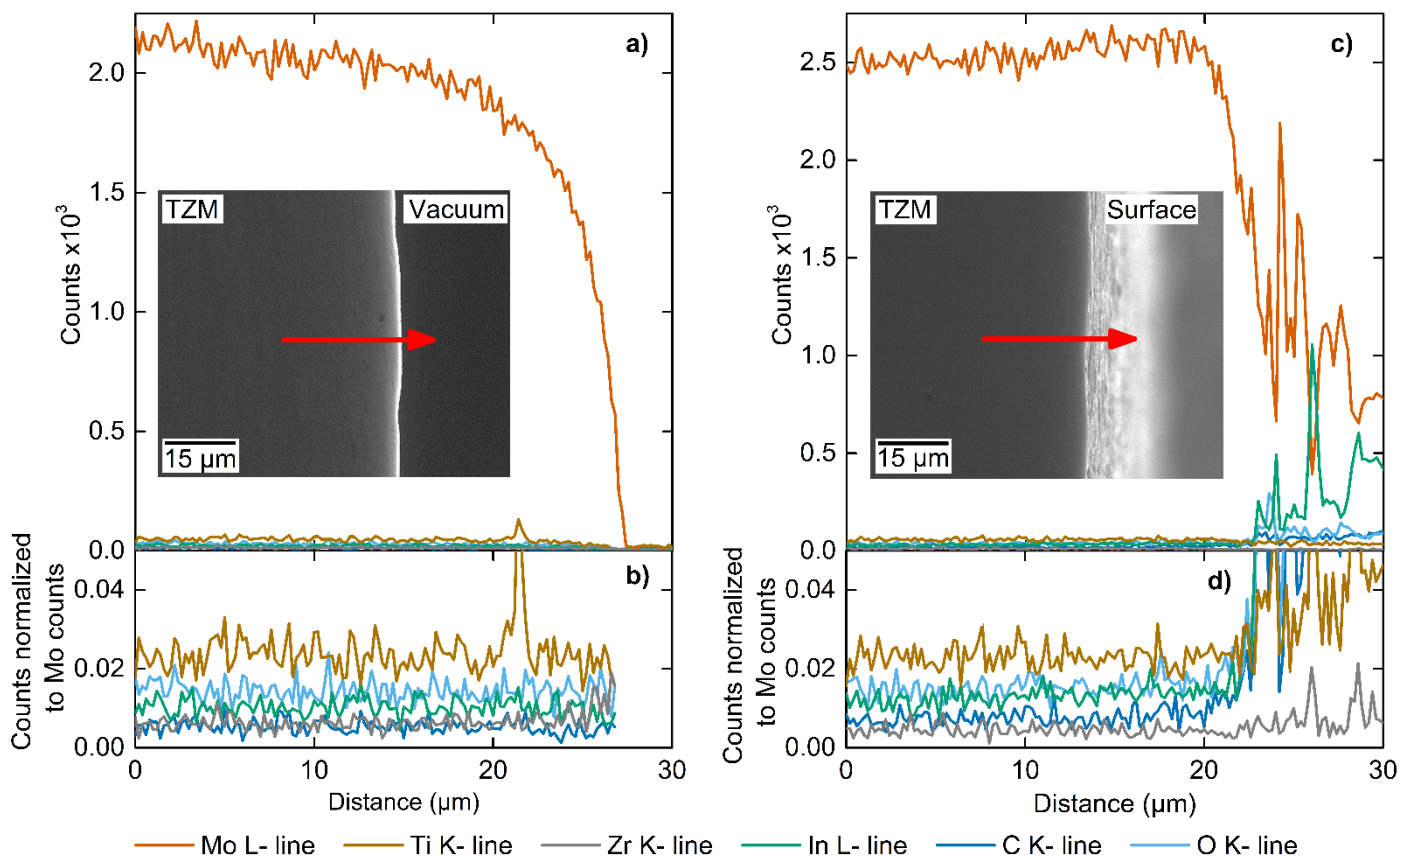 a)
2.0
1.5
1.0
0.5
0.0
Counts x10³
TZM
Vacuum
15 µm
b)
0.04
0.02
0.00
Counts normalized
to Mo counts
0
10
20
30
Distance (µm)
c)
2.5
2.0
1.5
1.0
0.5
0.0
Counts x10³
TZM
Surface
15 µm
d)
0.04
0.02
0.00
Counts normalized
to Mo counts
0
10
20
30
Distance (µm)
Mo L- line Ti K- line Zr K- line In L- line C K- line O K- line